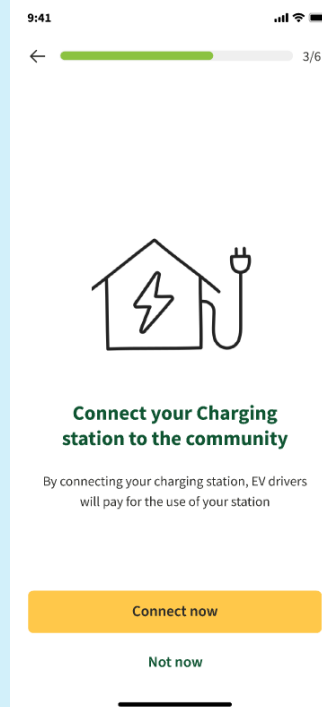 9:41
3/6
Connect your Charging
station to the community
By connecting your charging station, EV drivers
will pay for the use of your station
Connect now
Not now